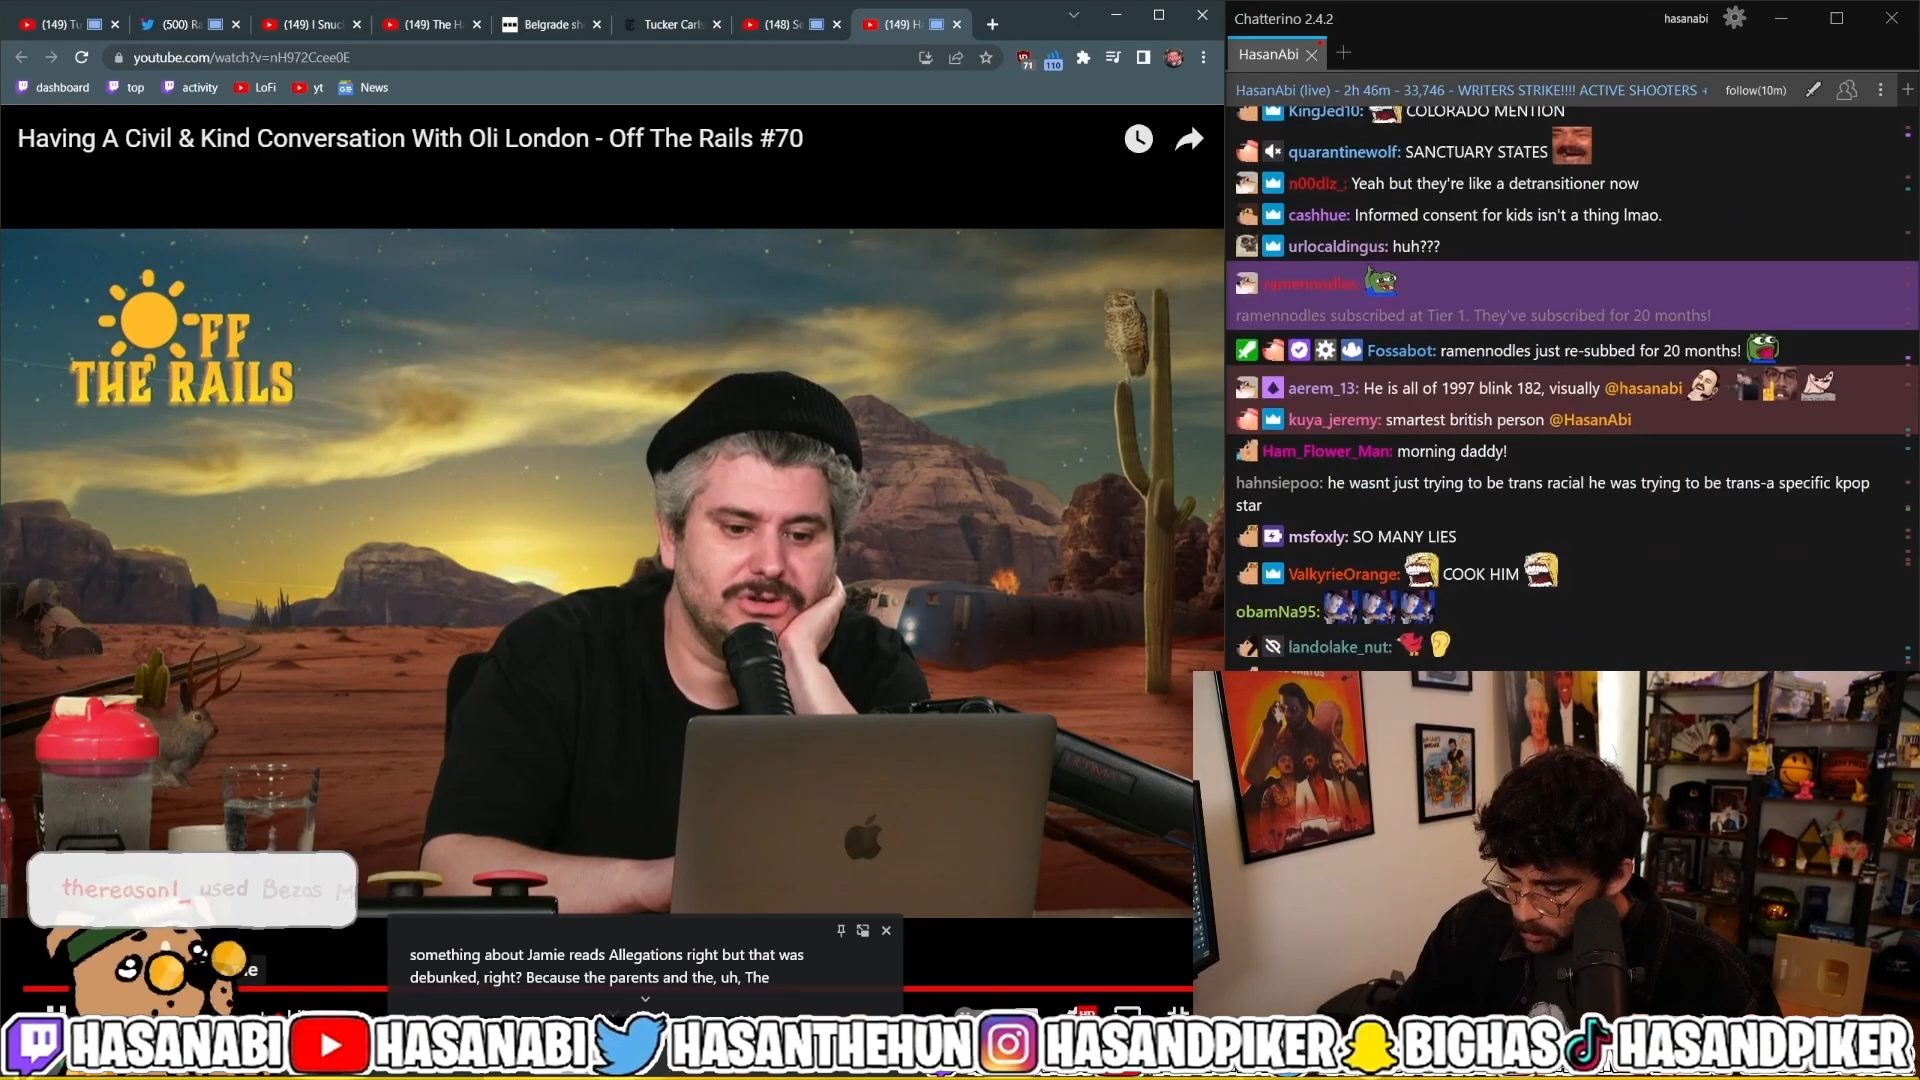 (149) Tu
(500) Ra
(149) I Snuc
(149) The H
Belgrade sh
Tucker Carls
(148) Se
(149) H
youtube.com/watch?v=nH972Ccee0E
71
110
dashboard
top
activity
LoFi
yt
News
Having A Civil & Kind Conversation With Oli London - Off The Rails #70
OFF
THE RAILS
thereason1_ used Bezos
something about Jamie reads Allegations right but that was
debunked, right? Because the parents and the, uh, The
Chatterino 2.4.2
hasanabi
HasanAbi
HasanAbi (live) - 2h 46m - 33,746 - WRITERS STRIKE!!!! ACTIVE SHOOTERS
follow(10m)
KingJed10: COLORADO MENTION
quarantinewolf: SANCTUARY STATES
n00dlz_: Yeah but they're like a detransitioner now
cashhue: Informed consent for kids isn't a thing lmao.
urlocaldingus: huh???
ramennodles:
ramennodles subscribed at Tier 1. They've subscribed for 20 months!
Fossabot: ramennodles just re-subbed for 20 months!
aerem_13: He is all of 1997 blink 182, visually @hasanabi
kuya_jeremy: smartest british person @HasanAbi
Ham_Flower_Man: morning daddy!
hahnsiepoo: he wasnt just trying to be trans racial he was trying to be trans-a specific kpop
star
msfoxly: SO MANY LIES
ValkyrieOrange: COOK HIM
obamNa95:
landolake_nut:
HASANABI
HASANABI
HASANTHEHUN
HASANDPIKER
BIGHAS
HASANDPIKER